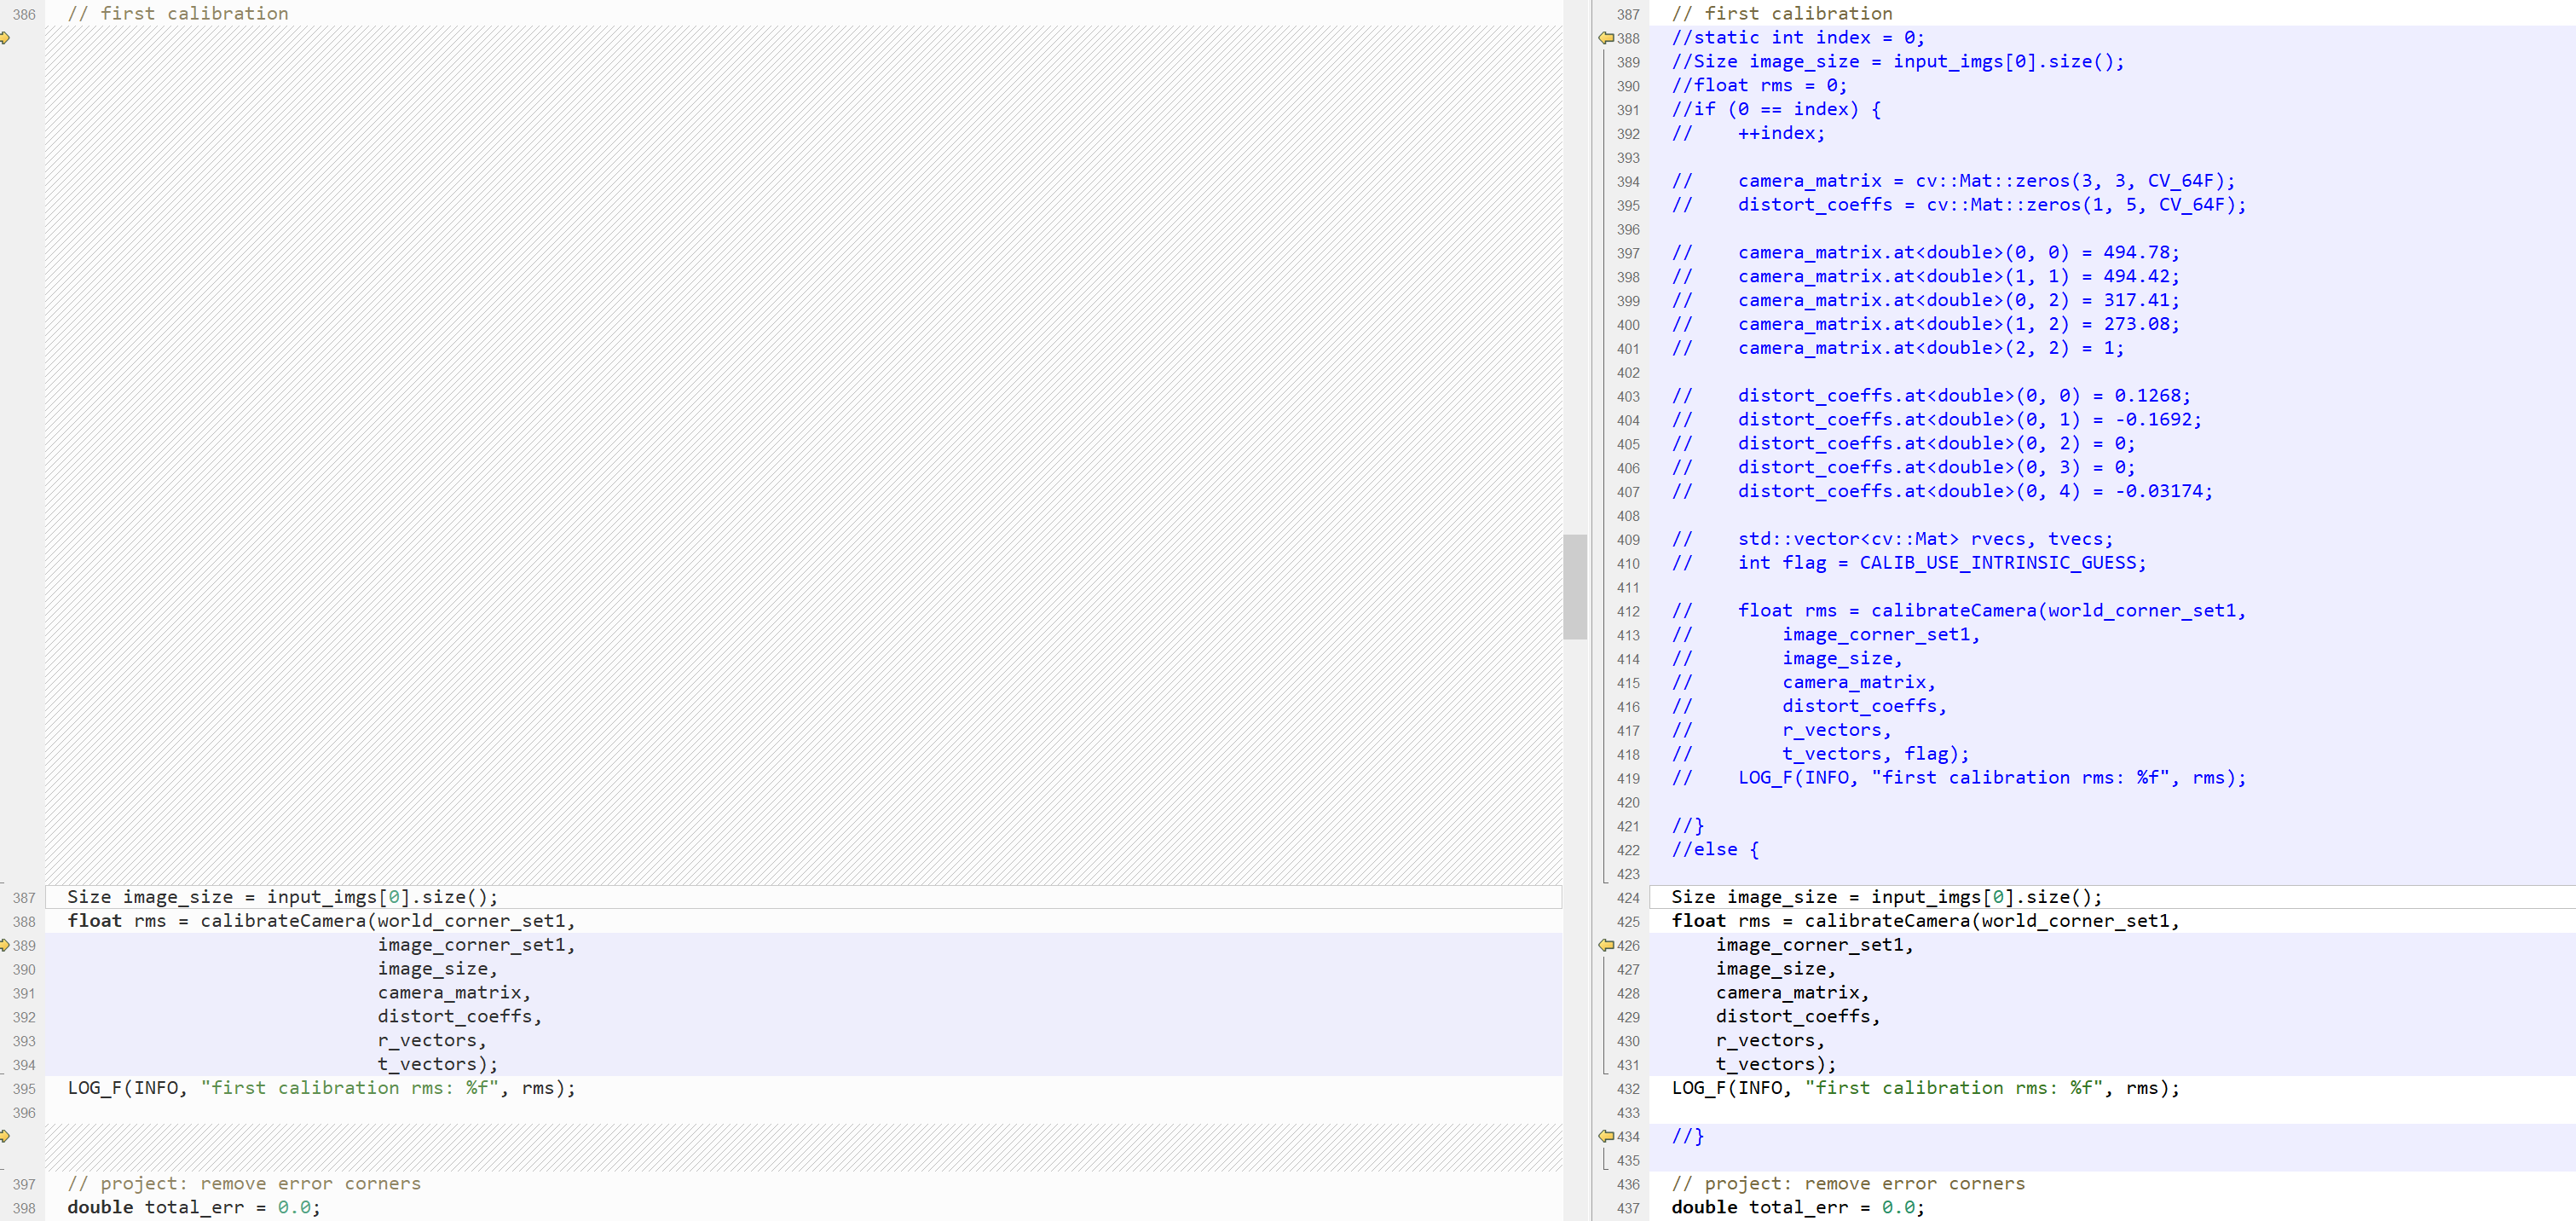 386 // first calibration
387 Size image_size = input_imgs[0].size();
388 float rms = calibrateCamera(world_corner_set1,
389 image_corner_set1,
390 image_size,
391 camera_matrix,
392 distort_coeffs,
393 r_vectors,
394 t_vectors);
395 LOG_F(INFO, "first calibration rms: %f", rms);
396
397 // project: remove error corners
398 double total_err = 0.0;
387 // first calibration
388 //static int index = 0;
389 //Size image_size = input_imgs[0].size();
390 //float rms = 0;
391 //if (0 == index) {
392 //    ++index;
393
394 //    camera_matrix = cv::Mat::zeros(3, 3, CV_64F);
395 //    distort_coeffs = cv::Mat::zeros(1, 5, CV_64F);
396
397 //    camera_matrix.at<double>(0, 0) = 494.78;
398 //    camera_matrix.at<double>(1, 1) = 494.42;
399 //    camera_matrix.at<double>(0, 2) = 317.41;
400 //    camera_matrix.at<double>(1, 2) = 273.08;
401 //    camera_matrix.at<double>(2, 2) = 1;
402
403 //    distort_coeffs.at<double>(0, 0) = 0.1268;
404 //    distort_coeffs.at<double>(0, 1) = -0.1692;
405 //    distort_coeffs.at<double>(0, 2) = 0;
406 //    distort_coeffs.at<double>(0, 3) = 0;
407 //    distort_coeffs.at<double>(0, 4) = -0.03174;
408
409 //    std::vector<cv::Mat> rvecs, tvecs;
410 //    int flag = CALIB_USE_INTRINSIC_GUESS;
411
412 //    float rms = calibrateCamera(world_corner_set1,
413 //        image_corner_set1,
414 //        image_size,
415 //        camera_matrix,
416 //        distort_coeffs,
417 //        r_vectors,
418 //        t_vectors, flag);
419 //    LOG_F(INFO, "first calibration rms: %f", rms);
420
421 //}
422 //else {
423
424 Size image_size = input_imgs[0].size();
425 float rms = calibrateCamera(world_corner_set1,
426     image_corner_set1,
427     image_size,
428     camera_matrix,
429     distort_coeffs,
430     r_vectors,
431     t_vectors);
432 LOG_F(INFO, "first calibration rms: %f", rms);
433
434 //}
435
436 // project: remove error corners
437 double total_err = 0.0;